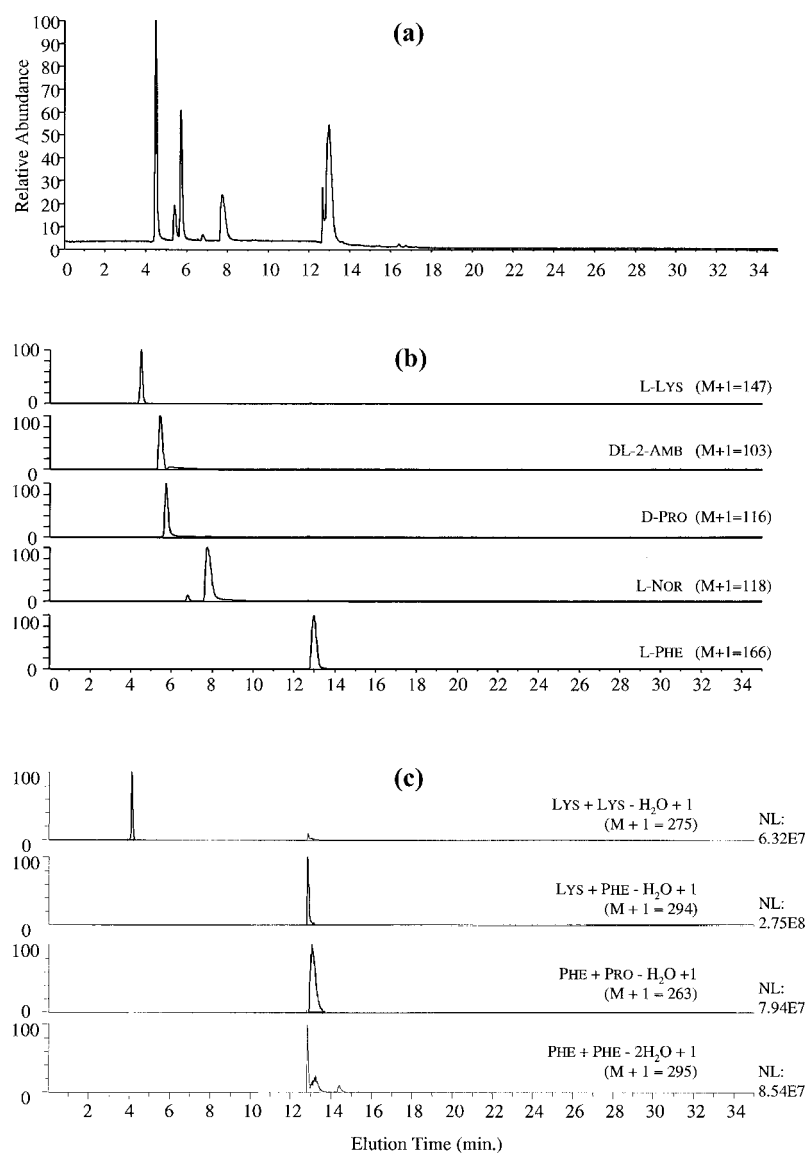 (a)
Relative Abundance
100
90
80
70
60
50
40
30
20
10
0
0 2 4 6 8 10 12 14 16 18 20 22 24 26 28 30 32 34
(b)
100
0
L-LYS (M+1=147)
100
0
DL-2-AMB (M+1=103)
100
0
D-PRO (M+1=116)
100
0
L-NOR (M+1=118)
100
0
L-PHE (M+1=166)
0 2 4 6 8 10 12 14 16 18 20 22 24 26 28 30 32 34
(c)
100
0
LYS + LYS - H2O + 1
(M + 1 = 275)
NL:
6.32E7
100
0
LYS + PHE - H2O + 1
(M + 1 = 294)
NL:
2.75E8
100
0
PHE + PRO - H2O +1
(M + 1 = 263)
NL:
7.94E7
100
0
PHE + PHE - 2H2O + 1
(M + 1 = 295)
NL:
8.54E7
2 4 6 8 10 12 14 16 18 20 22 24 26 28 30 32 34
Elution Time (min.)